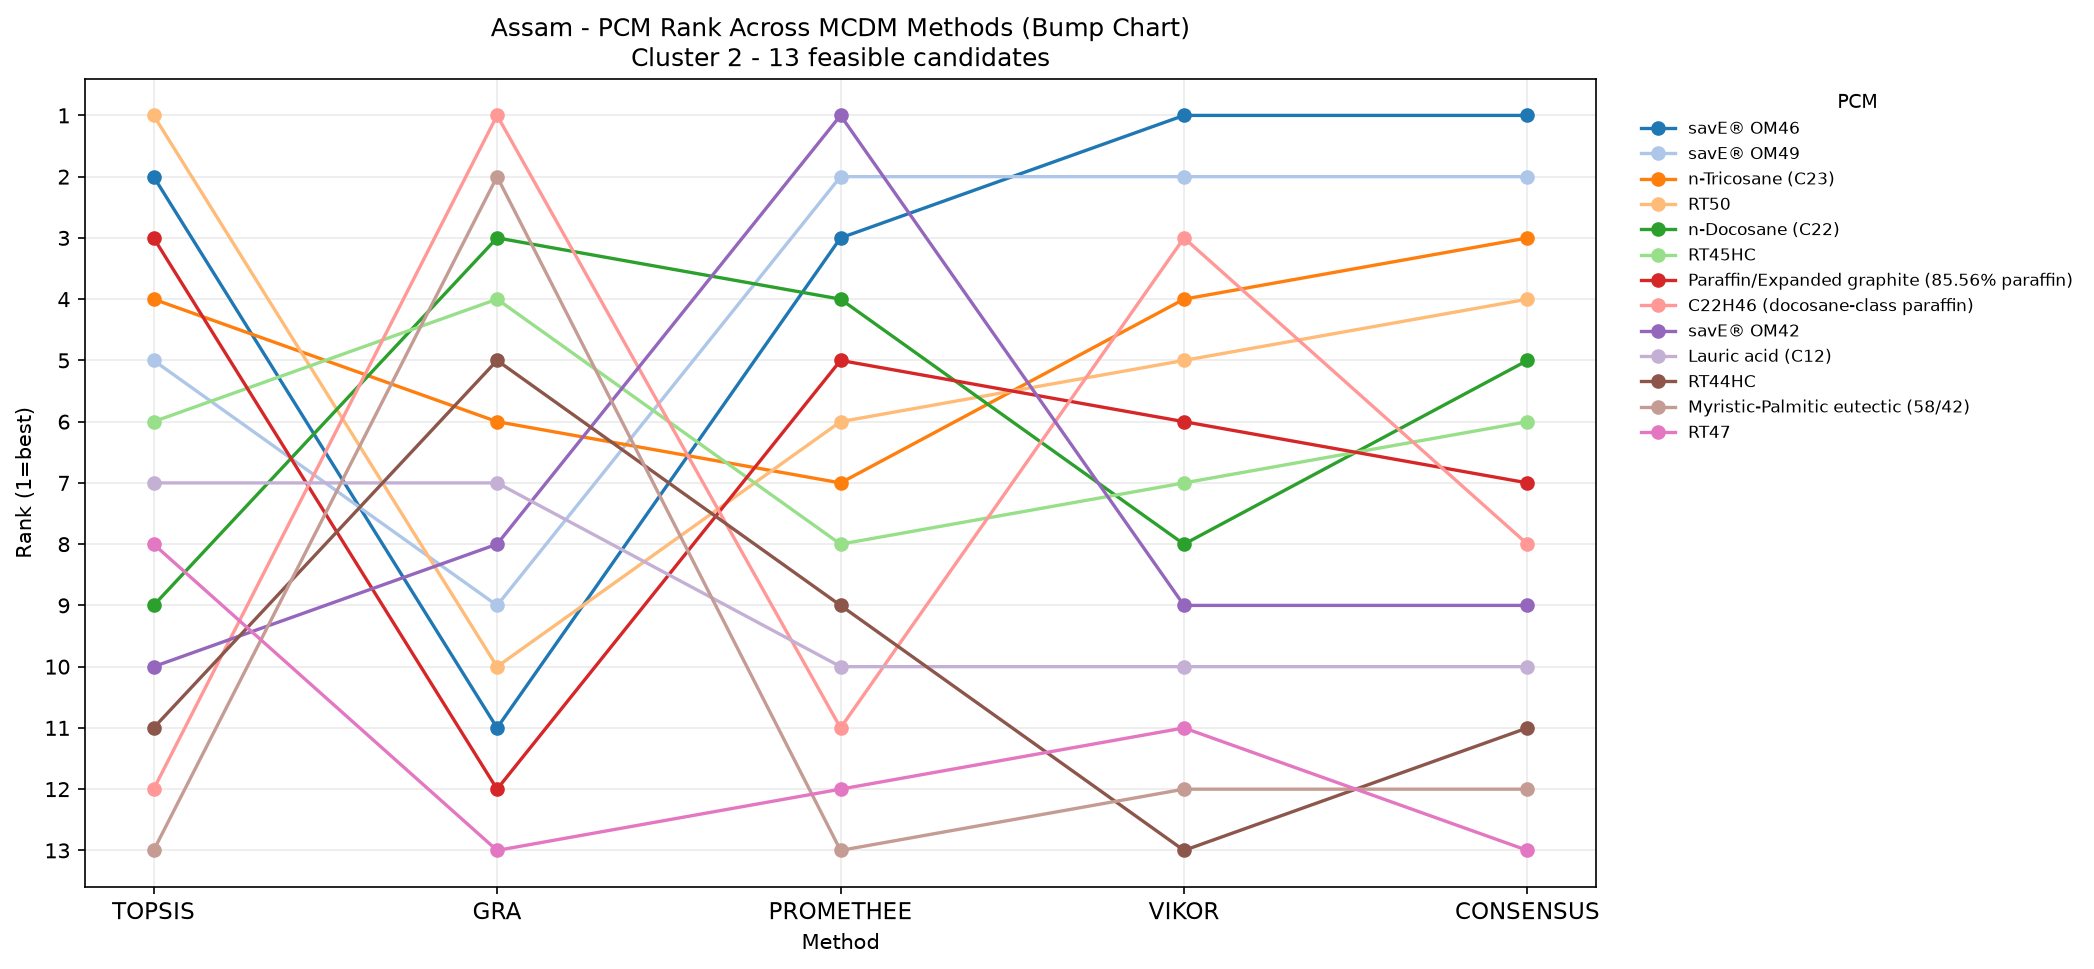 Assam - PCM Rank Across MCDM Methods (Bump Chart)
Cluster 2 - 13 feasible candidates
Rank (1=best)
1
2
3
4
5
6
7
8
9
10
11
12
13
TOPSIS
GRA
PROMETHEE
VIKOR
CONSENSUS
Method
PCM
savE® OM46
savE® OM49
n-Tricosane (C23)
RT50
n-Docosane (C22)
RT45HC
Paraffin/Expanded graphite (85.56% paraffin)
C22H46 (docosane-class paraffin)
savE® OM42
Lauric acid (C12)
RT44HC
Myristic-Palmitic eutectic (58/42)
RT47